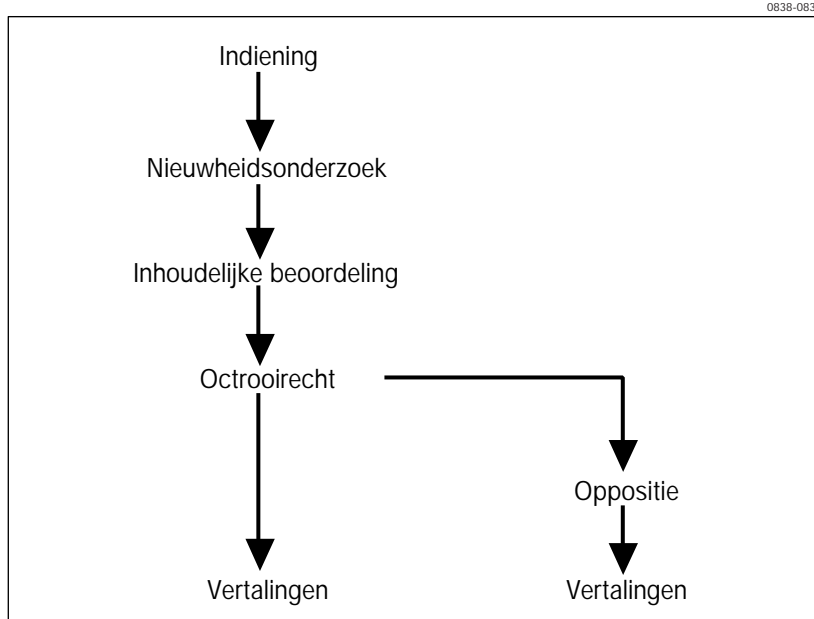 0838-083
Indiening
Nieuwheidsonderzoek
Inhoudelijke beoordeling
Octrooirecht
Oppositie
Vertalingen Vertalingen